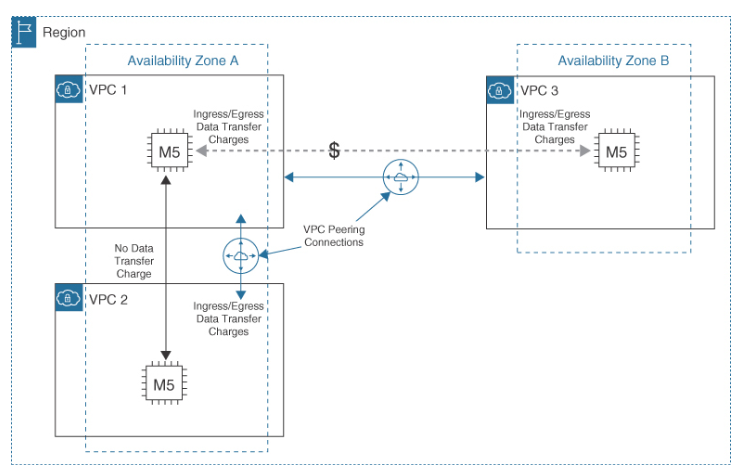 Region
Availability Zone A
Availability Zone B
VPC 1
VPC 3
Ingress/Egress
Data Transfer
Charges
Ingress/Egress
Data Transfer
Charges
M5
$
M5
VPC Peering
Connections
No Data
Transfer
Charge
VPC 2
Ingress/Egress
Data Transfer
Charges
M5